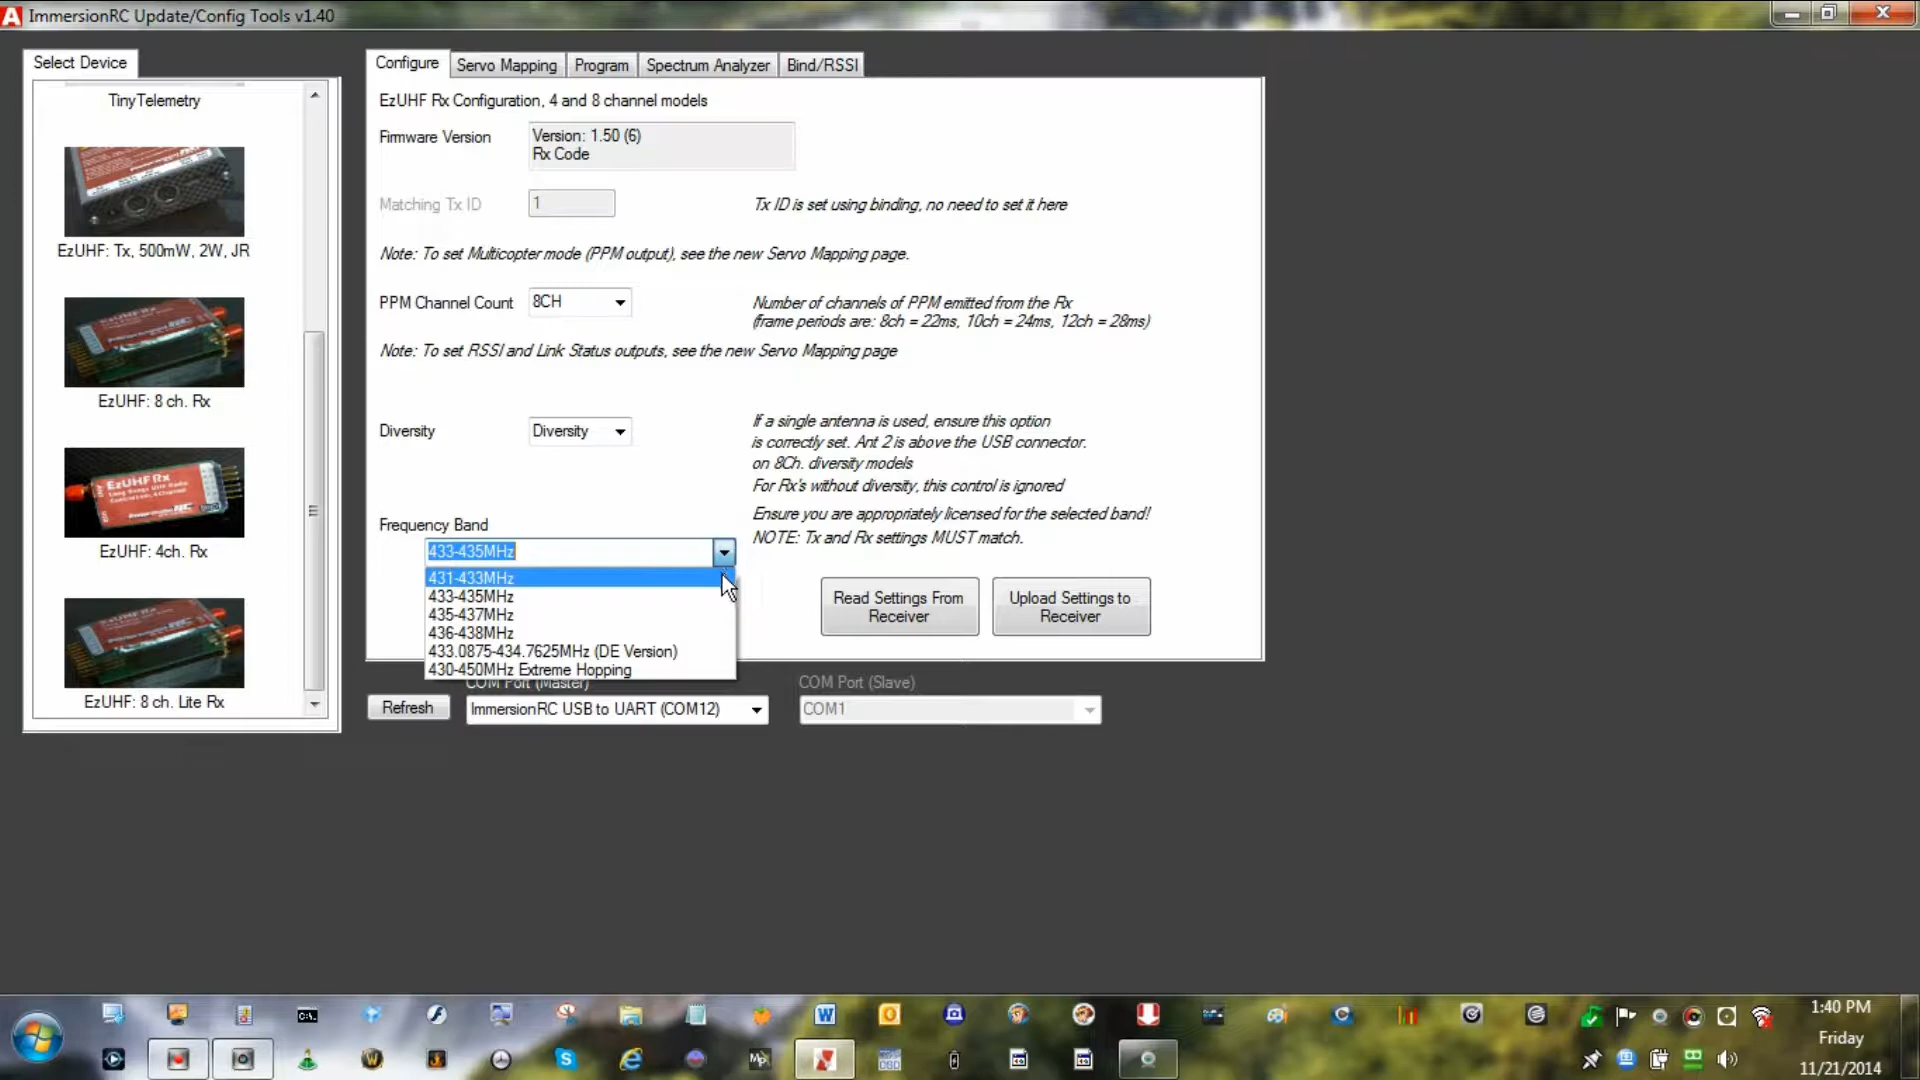 ImmersionRC Update/Config Tools v1.40
Select Device
TinyTelemetry
EzUHF: Tx, 500mW, 2W, JR
EzUHF: 8 ch. Rx
EzUHF Rx
EzUHF: 4ch. Rx
EzUHF: 8 ch. Lite Rx
Configure
Servo Mapping
Program
Spectrum Analyzer
Bind/RSSI
EzUHF Rx Configuration, 4 and 8 channel models
Firmware Version
Version: 1.50 (6)
Rx Code
Matching Tx ID
1
Tx ID is set using binding, no need to set it here
Note: To set Multicopter mode (PPM output), see the new Servo Mapping page.
PPM Channel Count
8CH
Number of channels of PPM emitted from the Rx
(frame periods are: 8ch = 22ms, 10ch = 24ms, 12ch = 28ms)
Note: To set RSSI and Link Status outputs, see the new Servo Mapping page
Diversity
Diversity
If a single antenna is used, ensure this option
is correctly set. Ant 2 is above the USB connector.
on 8Ch. diversity models
For Rx's without diversity, this control is ignored
Frequency Band
Ensure you are appropriately licensed for the selected band!
NOTE: Tx and Rx settings MUST match.
433-435MHz
431-433MHz
433-435MHz
435-437MHz
436-438MHz
433.0875-434.7625MHz (DE Version)
430-450MHz Extreme Hopping
Read Settings From
Receiver
Upload Settings to
Receiver
COM Port (Master)
COM Port (Slave)
Refresh
ImmersionRC USB to UART (COM12)
COM1
1:40 PM
Friday
11/21/2014